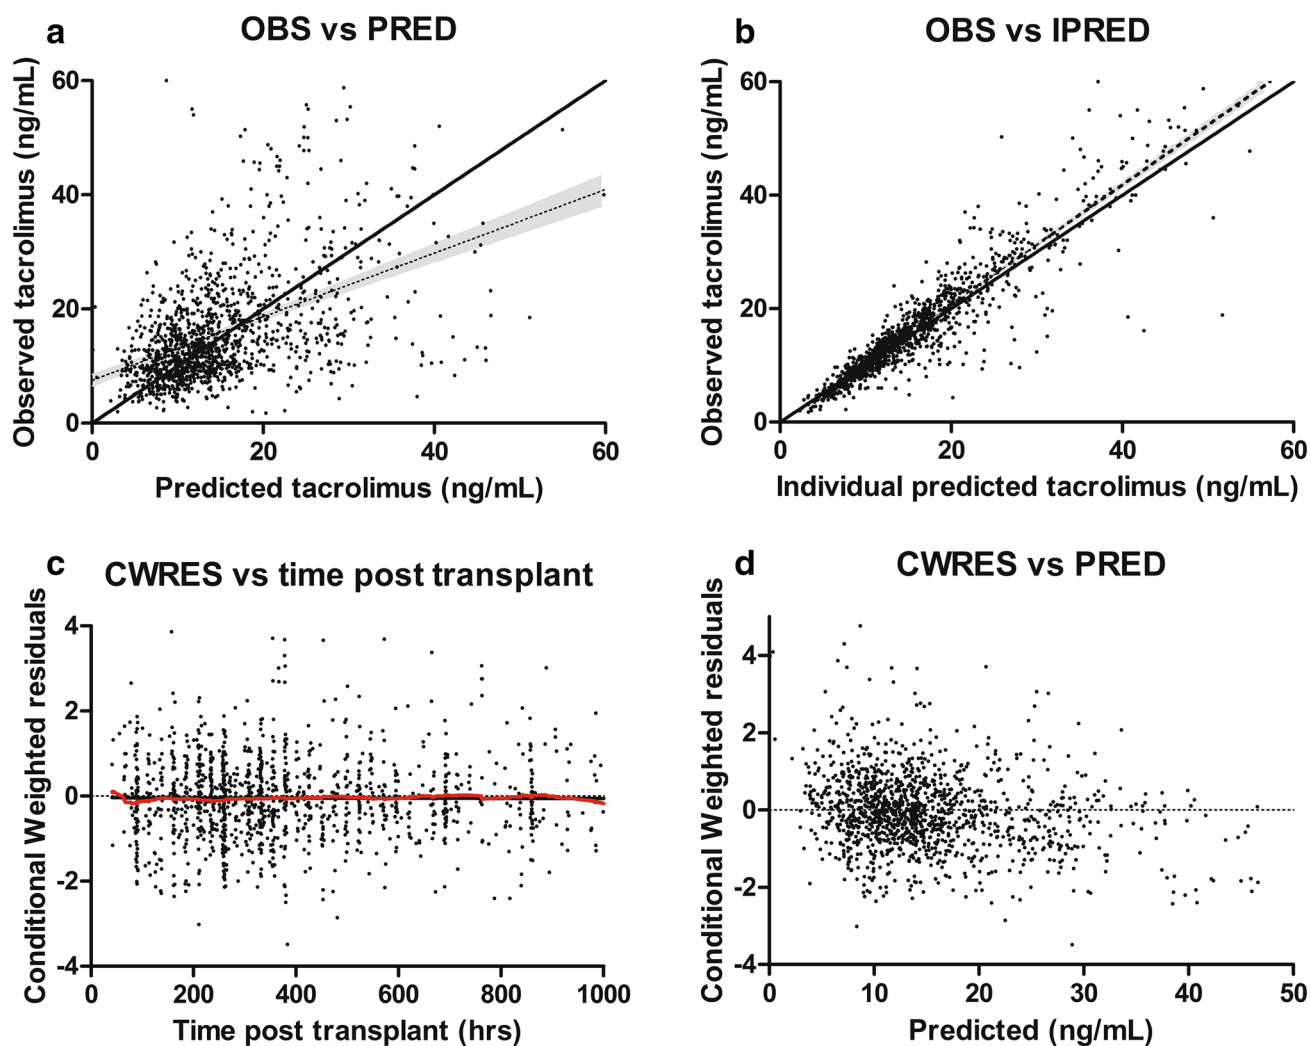 a
OBS vs PRED
Observed tacrolimus (ng/mL)
60
40
20
0
0 20 40 60
Predicted tacrolimus (ng/mL)
b
OBS vs IPRED
Observed tacrolimus (ng/mL)
60
40
20
0
0 20 40 60
Individual predicted tacrolimus (ng/mL)
c
CWRES vs time post transplant
Conditional Weighted residuals
4
2
0
-2
-4
0 200 400 600 800 1000
Time post transplant (hrs)
d
CWRES vs PRED
Conditional Weighted residuals
4
2
0
-2
-4
0 10 20 30 40 50
Predicted (ng/mL)